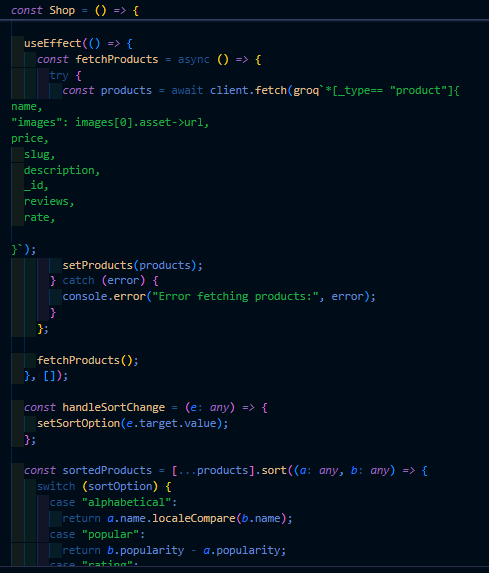 const Shop = () => {
useEffect(() => {
const fetchProducts = async () => {
try {
const products = await client.fetch(groq`*[_type== "product"]{
name,
"images": images[0].asset->url,
price,
slug,
description,
_id,
reviews,
rate,
}`);
setProducts(products);
} catch (error) {
console.error("Error fetching products:", error);
}
};
fetchProducts();
}, []);
const handleSortChange = (e: any) => {
setSortOption(e.target.value);
};
const sortedProducts = [...products].sort((a: any, b: any) => {
switch (sortOption) {
case "alphabetical":
return a.name.localeCompare(b.name);
case "popular":
return b.popularity - a.popularity;
case "rating":